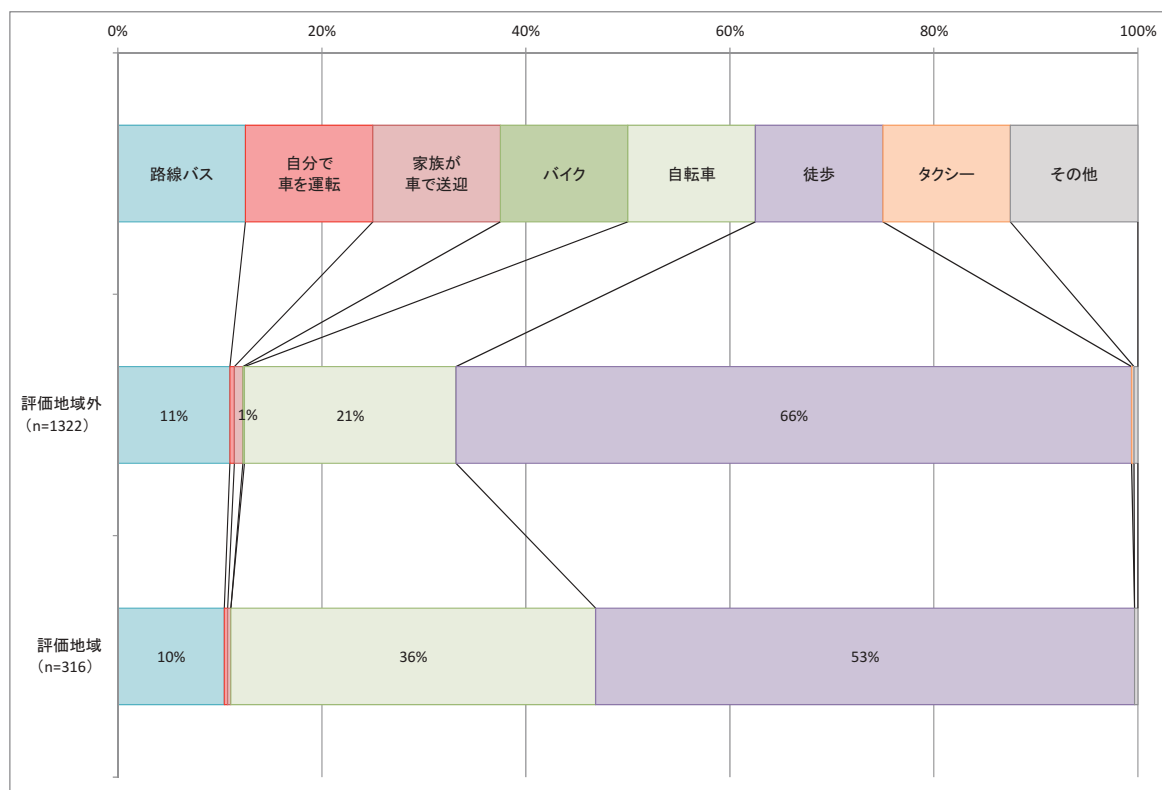 0%
20%
40%
60%
80%
100%
路線バス
自分で
車を運転
家族が
車で送迎
バイク
自転車
徒歩
タクシー
その他
評価地域外
（n=1322）
11%
1%
21%
66%
評価地域
（n=316）
10%
36%
53%